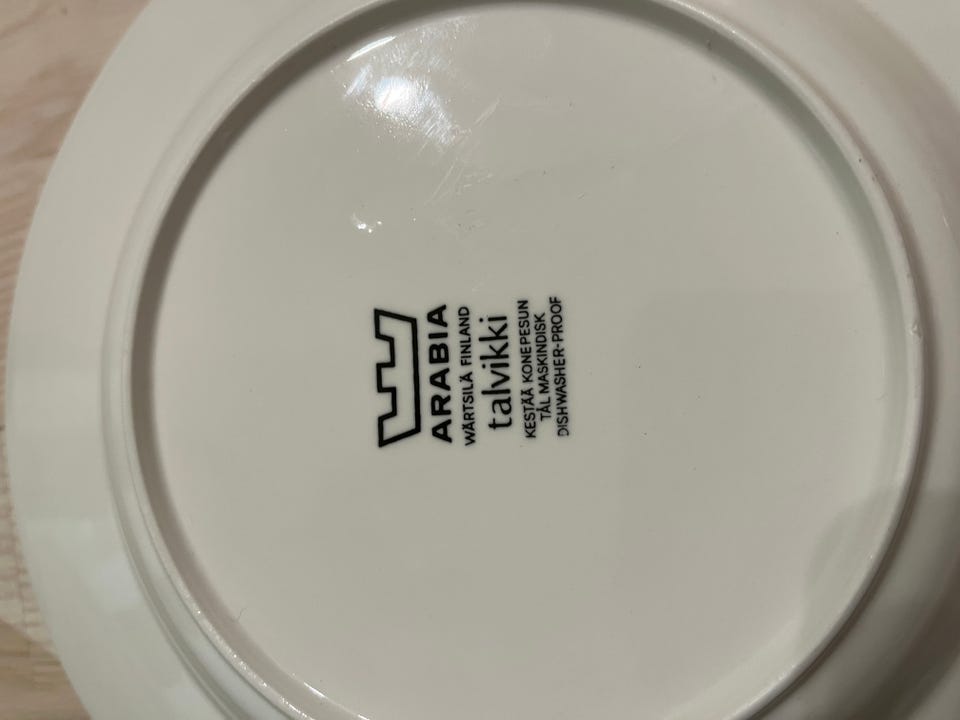 ARABIA
WÄRTSILÄ FINLAND
talvikki
KESTÄÄ KONEPESUN
TÅL MASKINDISK
DISHWASHER-PROOF